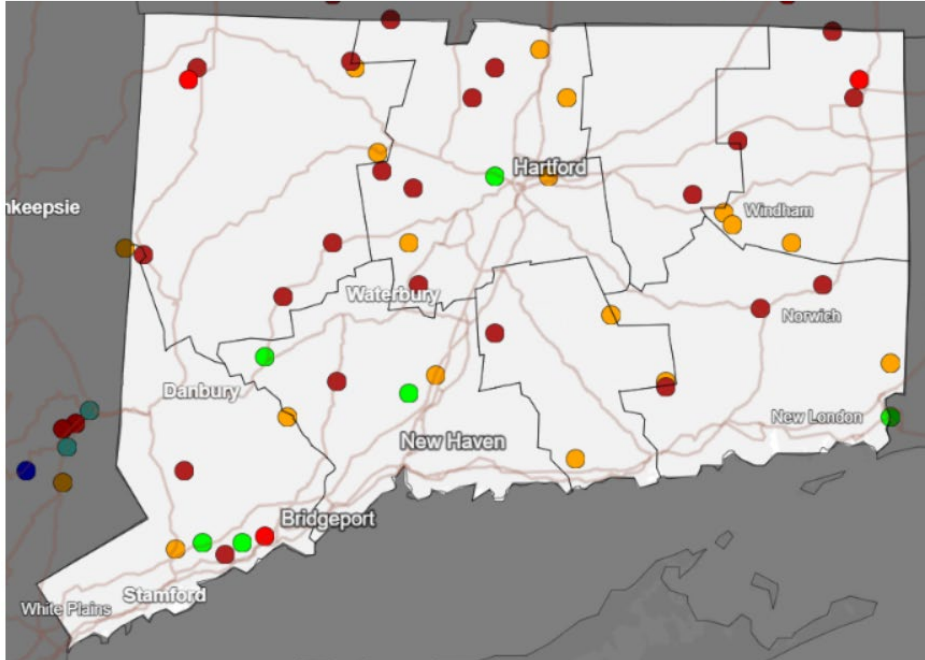 Hartford
nkeepsie
Windham
Waterbury
Norwich
Danbury
New London
New Haven
Bridgeport
Stamford
White Plains